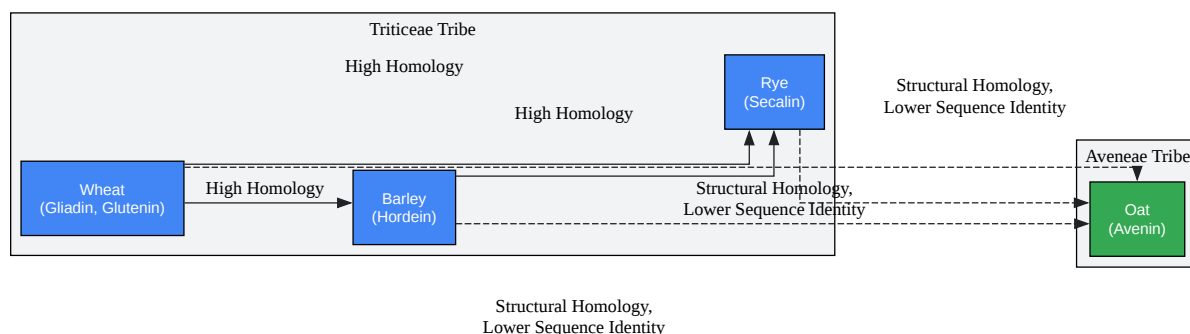 Triticeae Tribe
High Homology
Rye
(Secalin)
Structural Homology,
Lower Sequence Identity
High Homology
Aveneae Tribe
Wheat
(Gliadin, Glutenin)
High Homology
Barley
(Hordein)
Structural Homology,
Lower Sequence Identity
Oat
(Avenin)
Structural Homology,
Lower Sequence Identity